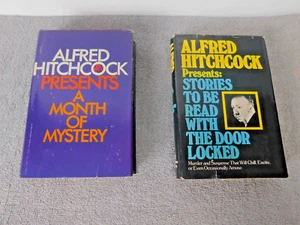 ALFRED
HITCHCOCK
PRESENTS
A
MONTH
OF
MYSTERY
ALFRED
HITCHCOCK
Presents:
STORIES
TO BE
READ
WITH
THE DOOR
LOCKED
Murder and Suspense That Will Chill, Excite,
or Even Occasionally Amuse